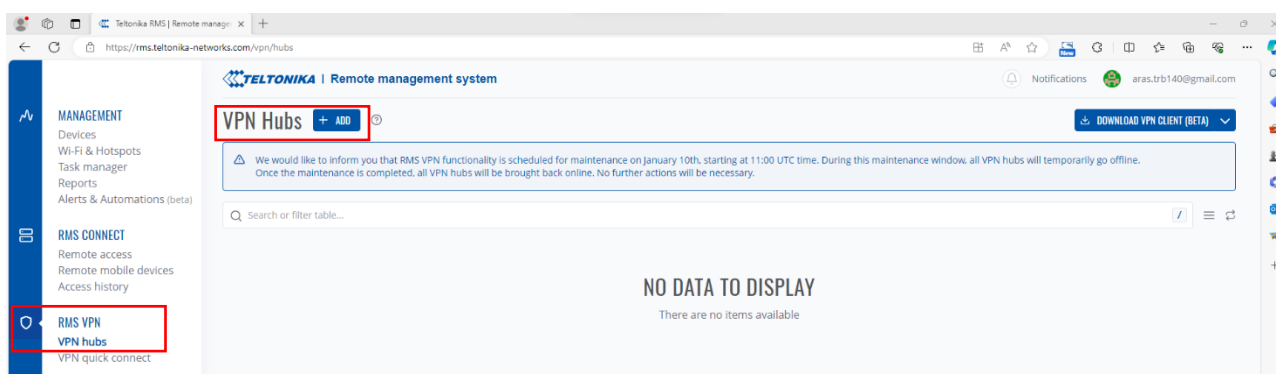 Teltonika RMS | Remote manage
https://rms.teltonika-networks.com/vpn/hubs
New
TELTONIKA | Remote management system
Notifications
aras.trb140@gmail.com
MANAGEMENT
Devices
Wi-Fi & Hotspots
Task manager
Reports
Alerts & Automations (beta)
RMS CONNECT
Remote access
Remote mobile devices
Access history
RMS VPN
VPN hubs
VPN quick connect
VPN Hubs + ADD
DOWNLOAD VPN CLIENT (BETA)
We would like to inform you that RMS VPN functionality is scheduled for maintenance on January 10th, starting at 11:00 UTC time. During this maintenance window, all VPN hubs will temporarily go offline.
Once the maintenance is completed, all VPN hubs will be brought back online. No further actions will be necessary.
Search or filter table...
/
NO DATA TO DISPLAY
There are no items available